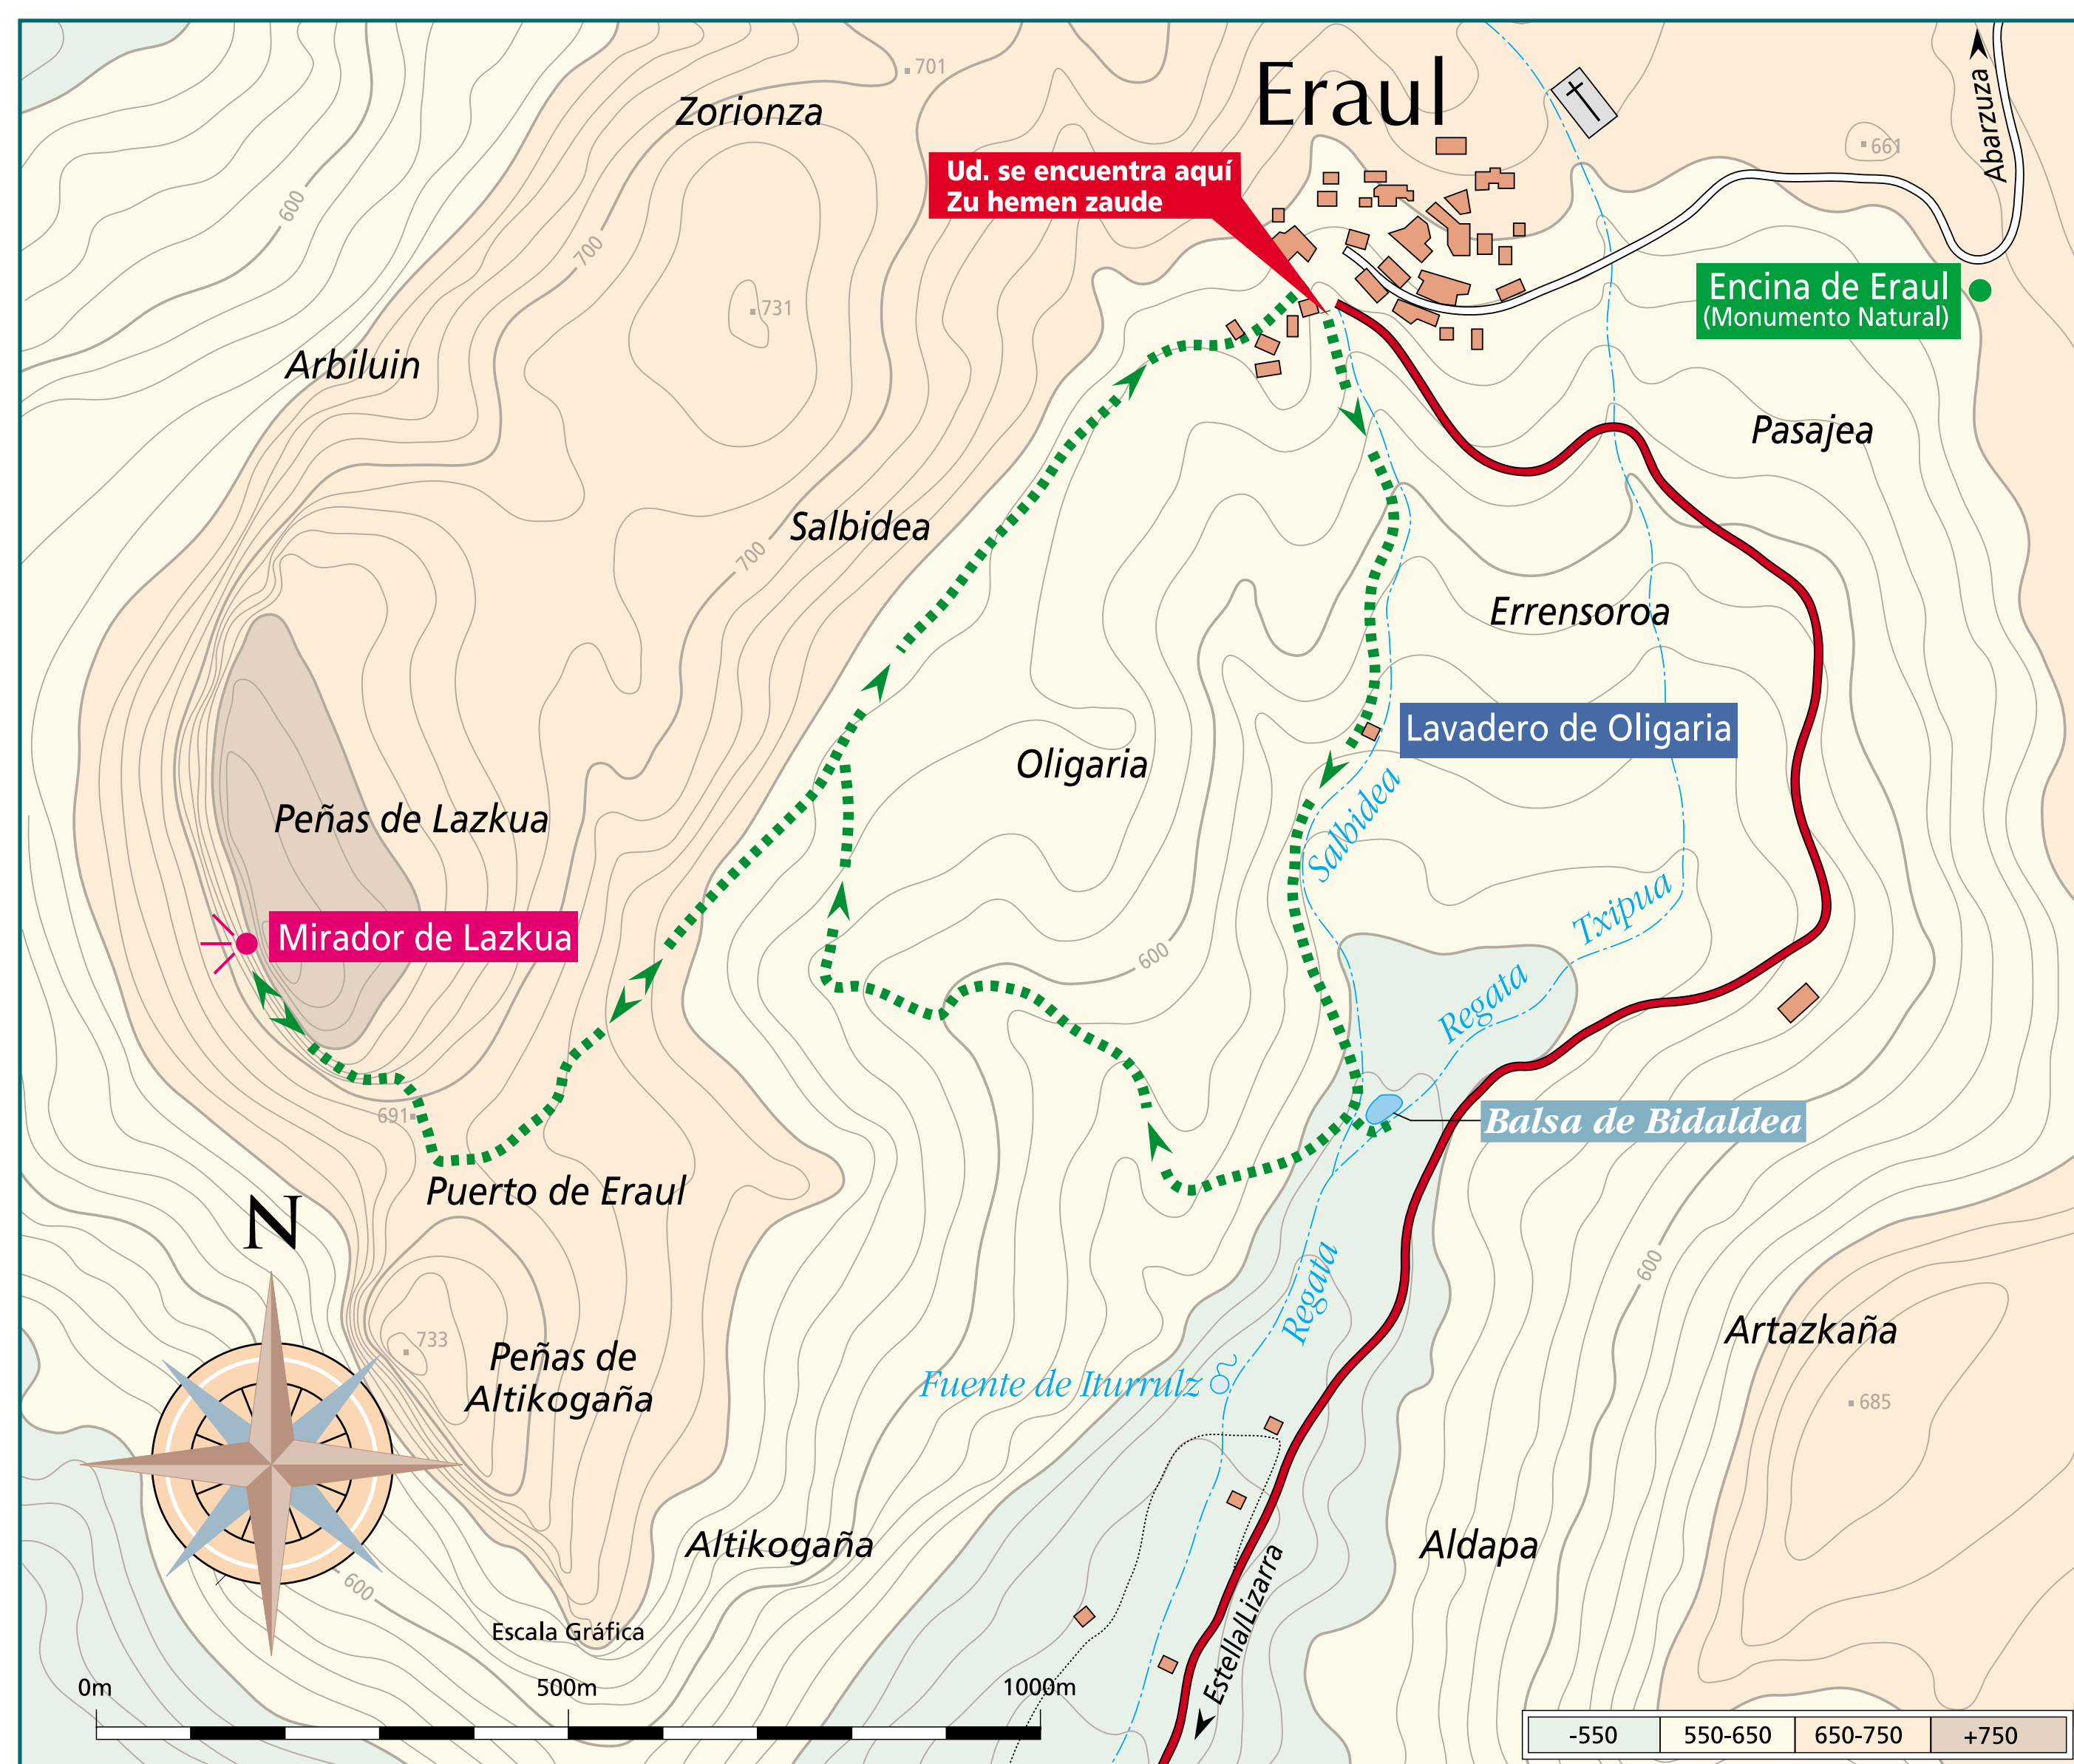 Eraul
701
Zorionza
Abarzuza
661
Ud. se encuentra aquí
Zu hemen zaude
600
700
Encina de Eraul
(Monumento Natural)
731
Arbiluin
Pasajea
Salbidea
700
Errensoroa
Lavadero de Oligaria
Oligaria
Salbidea
Peñas de Lazkua
Txipua
Mirador de Lazkua
600
Regata
691
Balsa de Bidaldea
Puerto de Eraul
N
Regata
600
733
Peñas de
Altikogaña
Artazkaña
Fuente de Iturrulz
685
Altikogaña
Aldapa
600
Estella/Lizarra
Escala Gráfica
0m 500m 1000m
-550 550-650 650-750 +750